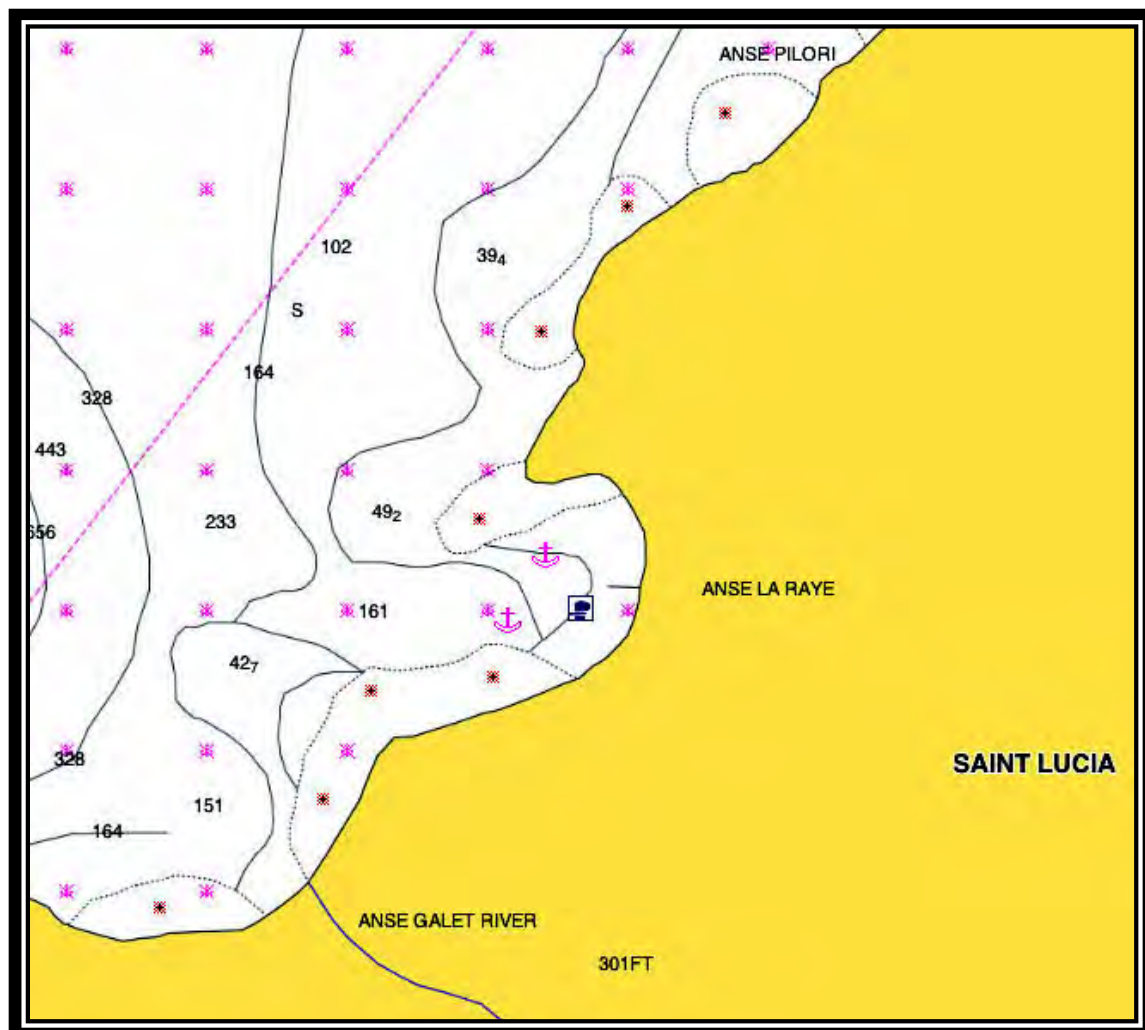 ANSE PILORI
102
39₄
S
164
328
443
49₂
233
656
ANSE LA RAYE
161
42₇
328
SAINT LUCIA
151
164
ANSE GALET RIVER
301FT